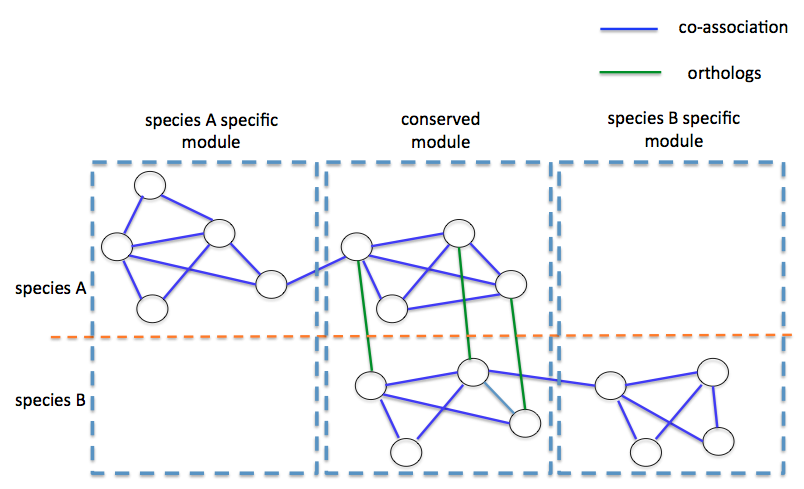 co-association
orthologs
species A specific
module
conserved
module
species B specific
module
species A
species B